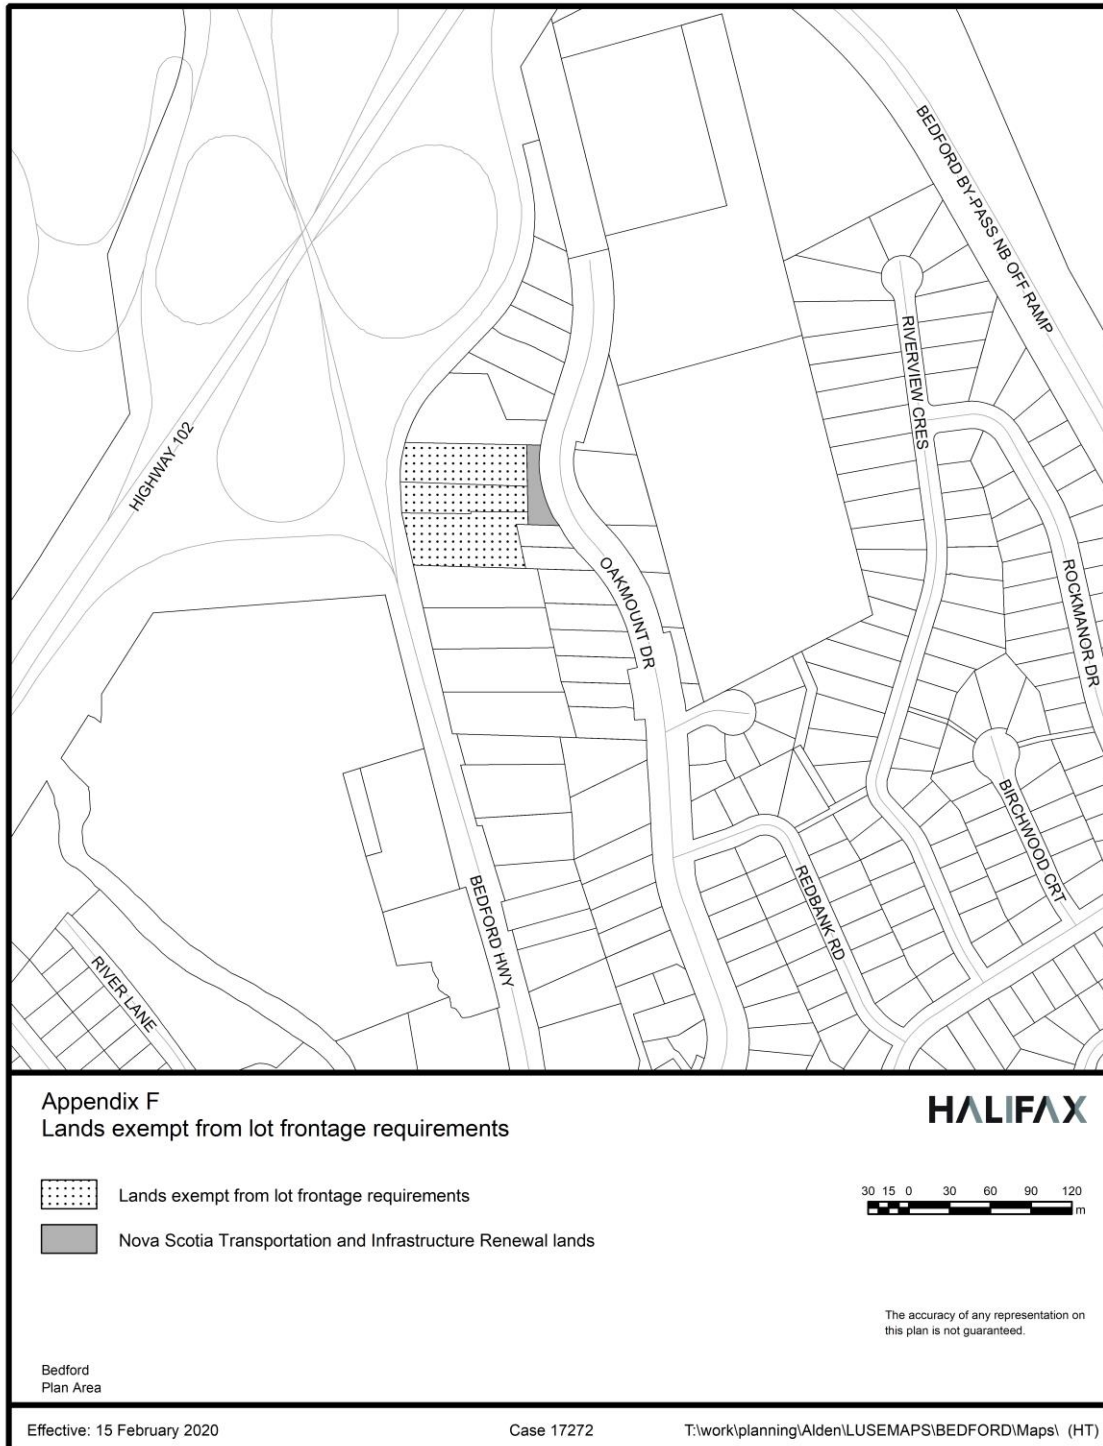 BEDFORD BY-PASS NB OFF RAMP
RIVERVIEW CRES
HIGHWAY 102
ROCKMANOR DR
OAKMOUNT DR
BIRCHWOOD CRT
REDBANK RD
BEDFORD HWY
RIVER LANE
Appendix F
Lands exempt from lot frontage requirements
HALIFAX
Lands exempt from lot frontage requirements
30 15 0 30 60 90 120
m
Nova Scotia Transportation and Infrastructure Renewal lands
The accuracy of any representation on
this plan is not guaranteed.
Bedford
Plan Area
Effective: 15 February 2020 Case 17272 T:\work\planning\Alden\LUSEMAPS\BEDFORD\Maps\ (HT)